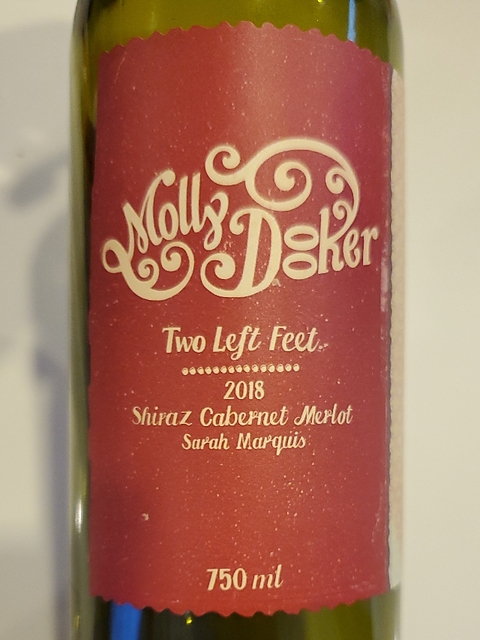 Molly
Dooker
Two Left Feet
2018
Shiraz Cabernet Merlot
Sarah Marquis
750 ml